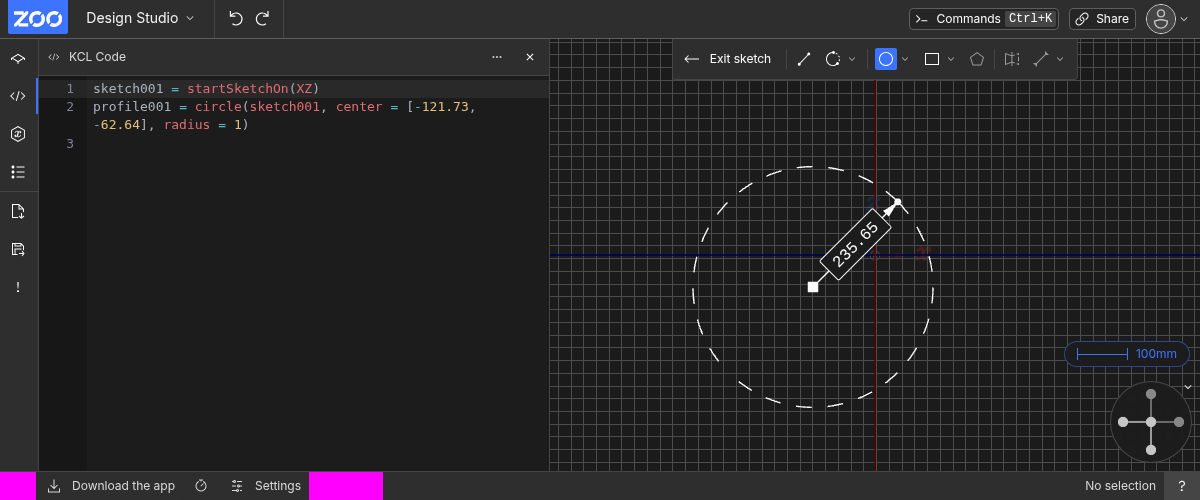 ZOO
Design Studio
Commands Ctrl+K
Share
KCL Code
Exit sketch
1 sketch001 = startSketchOn(XZ)
2 profile001 = circle(sketch001, center = [-121.73,
-62.64], radius = 1)
3
235.65
100mm
Download the app
Settings
No selection
?